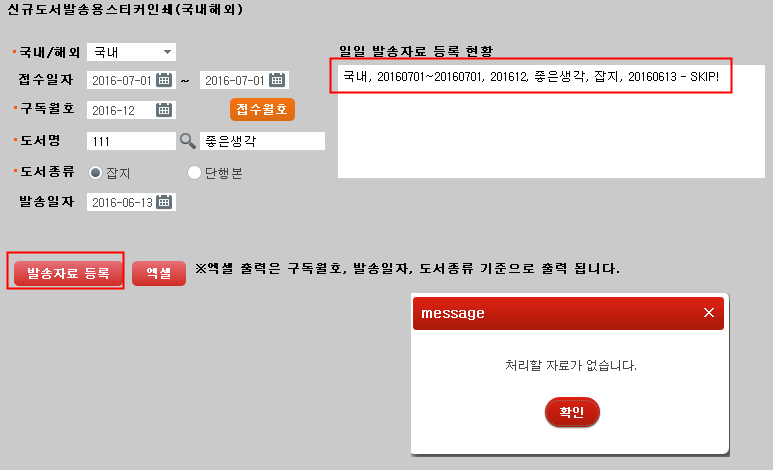 신규도서발송용스티커인쇄(국내해외)
국내/해외 국내
일일 발송자료 등록 현황
접수일자 2016-07-01 ~ 2016-07-01
국내, 20160701~20160701, 201612, 좋은생각, 잡지, 20160613 - SKIP!
구독월호 2016-12 접수월호
도서명 111 좋은생각
도서종류 잡지 단행본
발송일자 2016-06-13
발송자료 등록 엑셀 ※엑셀 출력은 구독월호, 발송일자, 도서종류 기준으로 출력 됩니다.
message ×
처리할 자료가 없습니다.
확인